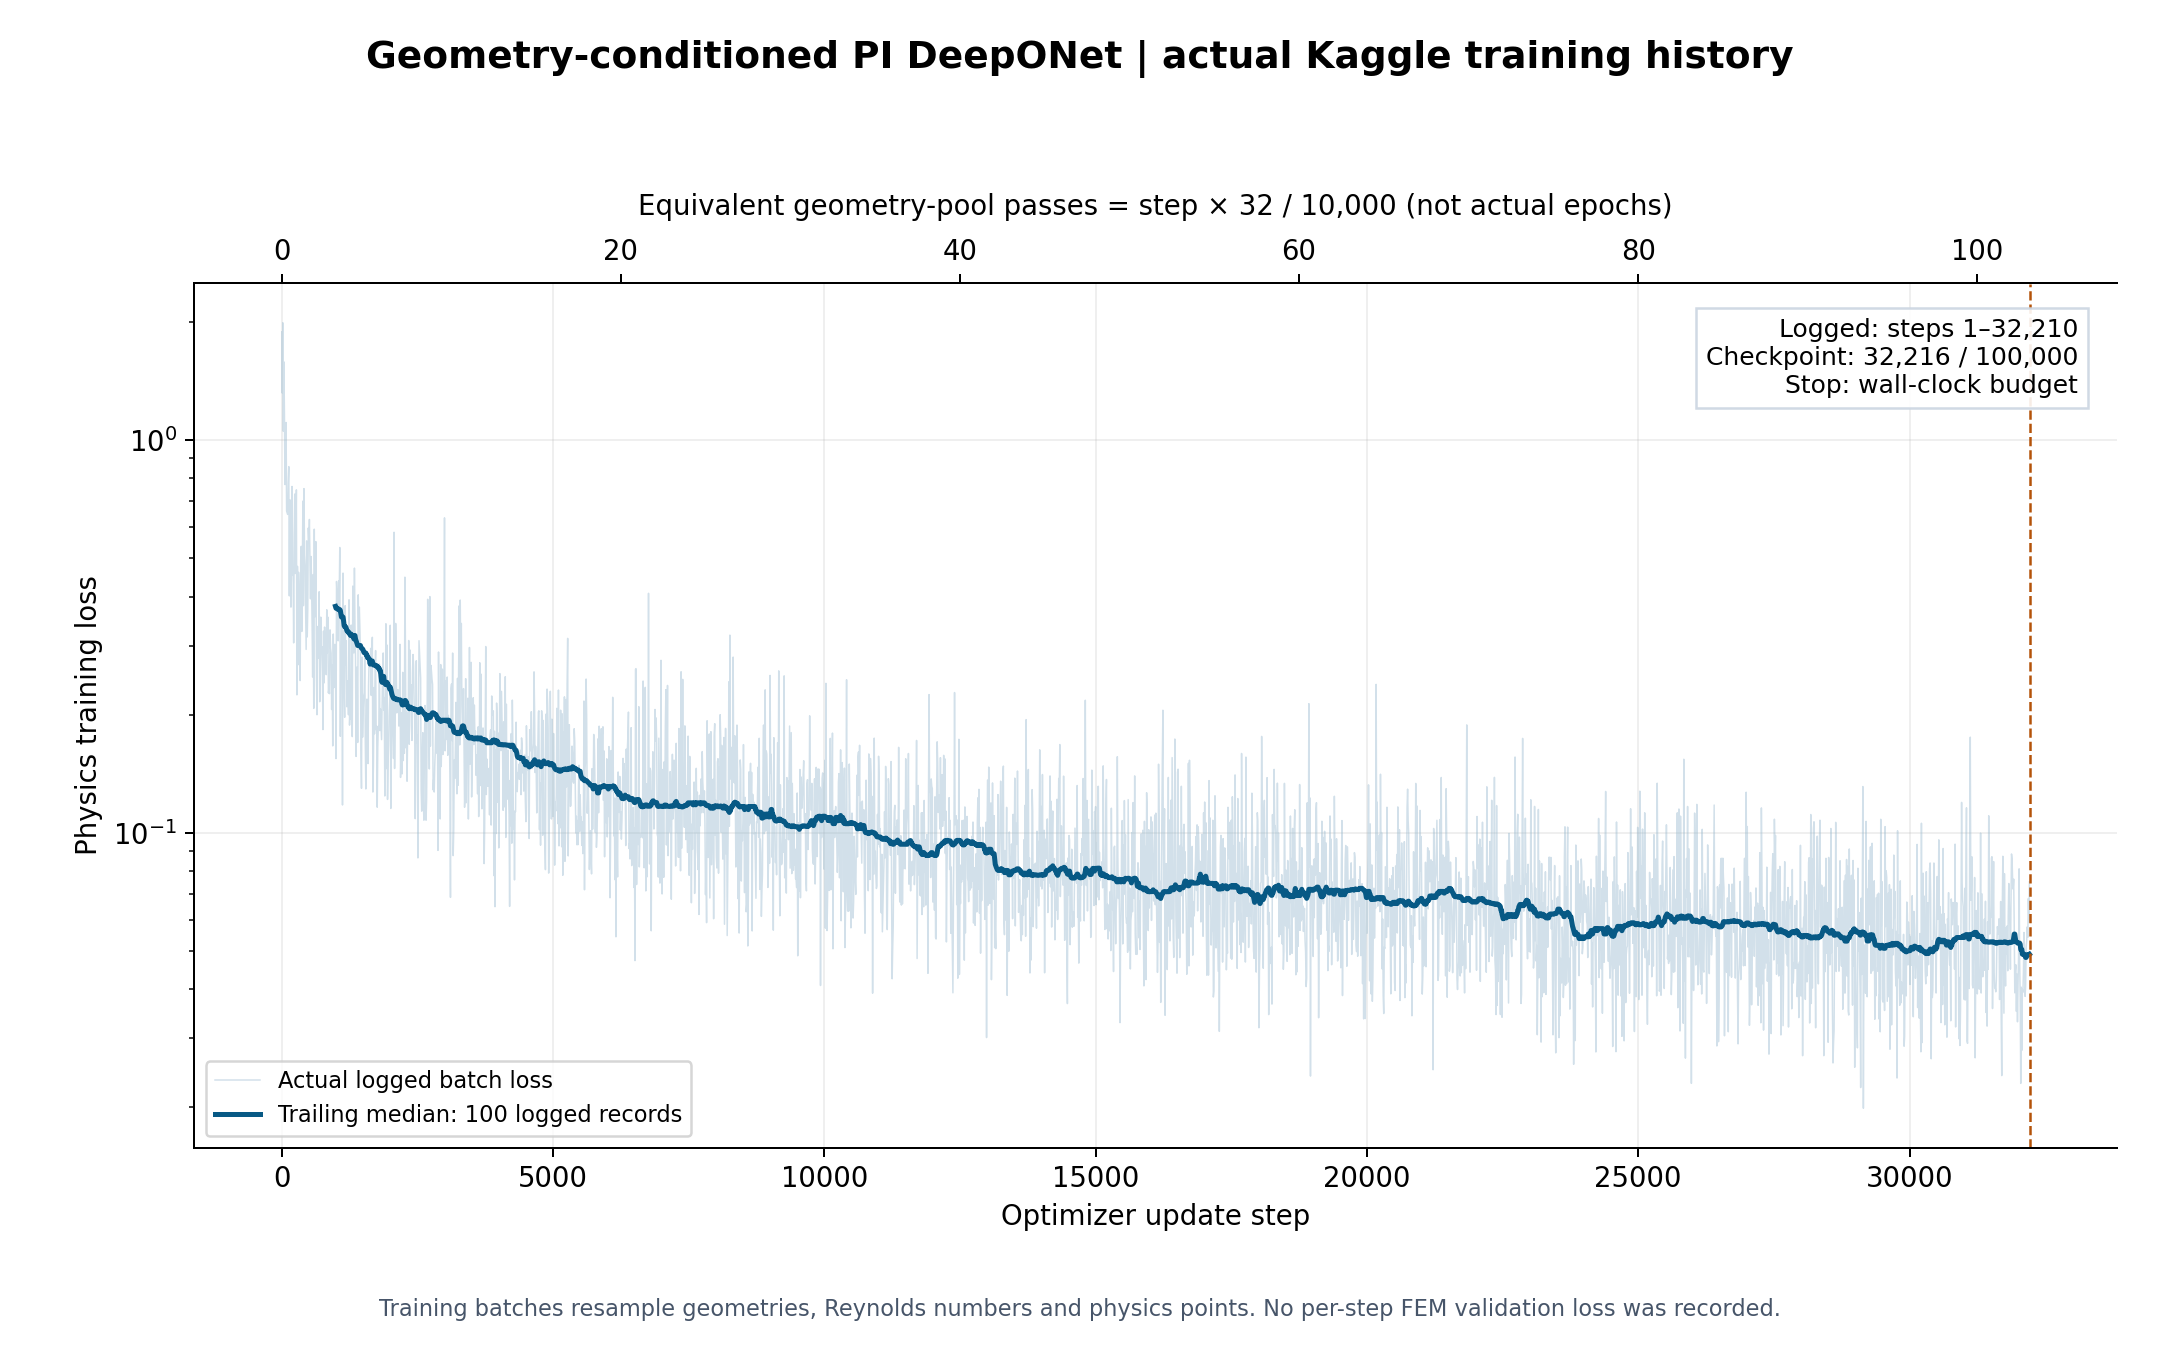 Geometry-conditioned PI DeepONet | actual Kaggle training history
Equivalent geometry-pool passes = step × 32 / 10,000 (not actual epochs)
0 20 40 60 80 100
Logged: steps 1–32,210
Checkpoint: 32,216 / 100,000
Stop: wall-clock budget
10⁰
Physics training loss
10⁻¹
Actual logged batch loss
Trailing median: 100 logged records
0 5000 10000 15000 20000 25000 30000
Optimizer update step
Training batches resample geometries, Reynolds numbers and physics points. No per-step FEM validation loss was recorded.